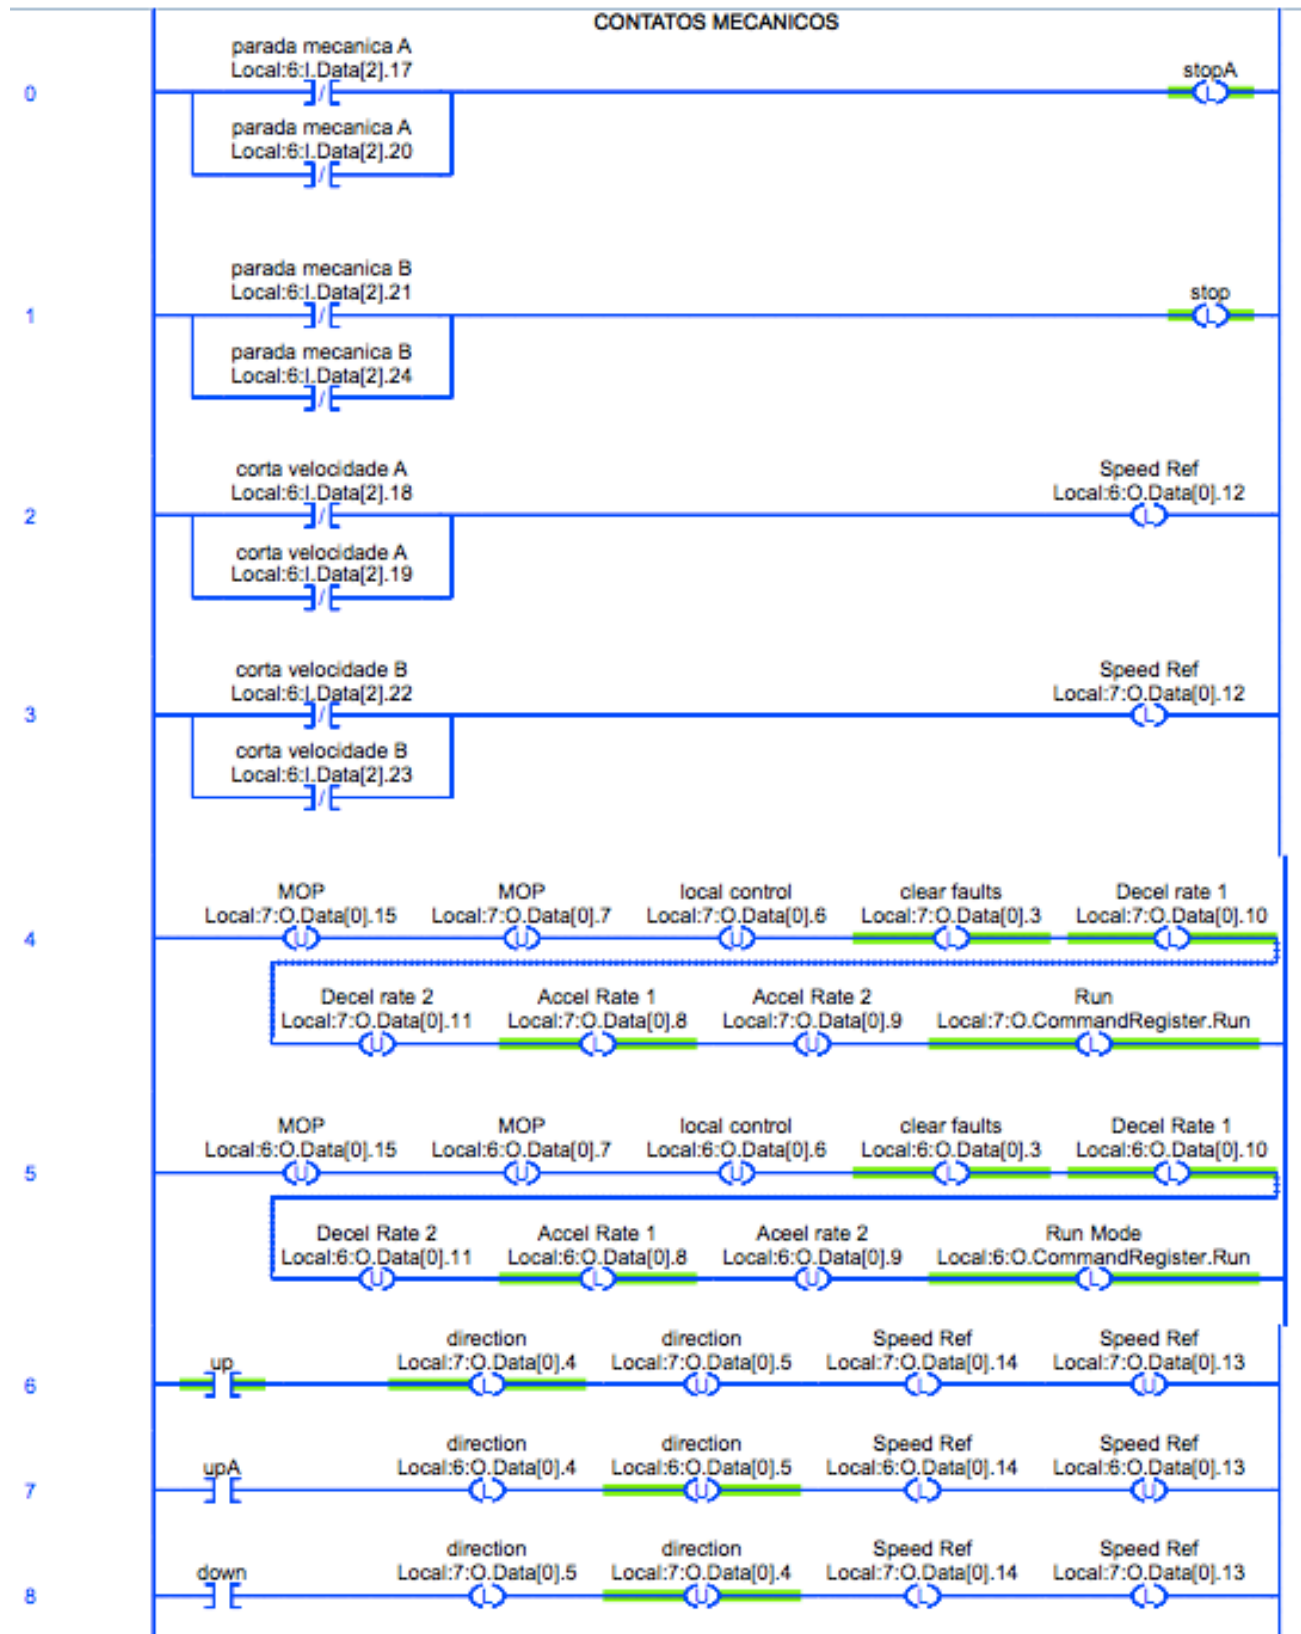 CONTATOS MECANICOS
0
parada mecanica A
Local:6:I.Data[2].17
stopA
L
parada mecanica A
Local:6:I.Data[2].20
1
parada mecanica B
Local:6:I.Data[2].21
stop
L
parada mecanica B
Local:6:I.Data[2].24
2
corta velocidade A
Local:6:I.Data[2].18
Speed Ref
Local:6:O.Data[0].12
L
corta velocidade A
Local:6:I.Data[2].19
3
corta velocidade B
Local:6:I.Data[2].22
Speed Ref
Local:7:O.Data[0].12
L
corta velocidade B
Local:6:I.Data[2].23
4
MOP MOP local control clear faults Decel rate 1
Local:7:O.Data[0].15 Local:7:O.Data[0].7 Local:7:O.Data[0].6 Local:7:O.Data[0].3 Local:7:O.Data[0].10
U U U L L
Decel rate 2 Accel Rate 1 Accel Rate 2 Run
Local:7:O.Data[0].11 Local:7:O.Data[0].8 Local:7:O.Data[0].9 Local:7:O.CommandRegister.Run
U L U L
5
MOP MOP local control clear faults Decel Rate 1
Local:6:O.Data[0].15 Local:6:O.Data[0].7 Local:6:O.Data[0].6 Local:6:O.Data[0].3 Local:6:O.Data[0].10
U U U L L
Decel Rate 2 Accel Rate 1 Aceel rate 2 Run Mode
Local:6:O.Data[0].11 Local:6:O.Data[0].8 Local:6:O.Data[0].9 Local:6:O.CommandRegister.Run
U L U L
6
direction direction Speed Ref Speed Ref
up Local:7:O.Data[0].4 Local:7:O.Data[0].5 Local:7:O.Data[0].14 Local:7:O.Data[0].13
L U L U
7
direction direction Speed Ref Speed Ref
upA Local:6:O.Data[0].4 Local:6:O.Data[0].5 Local:6:O.Data[0].14 Local:6:O.Data[0].13
L U L U
8
direction direction Speed Ref Speed Ref
down Local:7:O.Data[0].5 Local:7:O.Data[0].4 Local:7:O.Data[0].14 Local:7:O.Data[0].13
L U L U